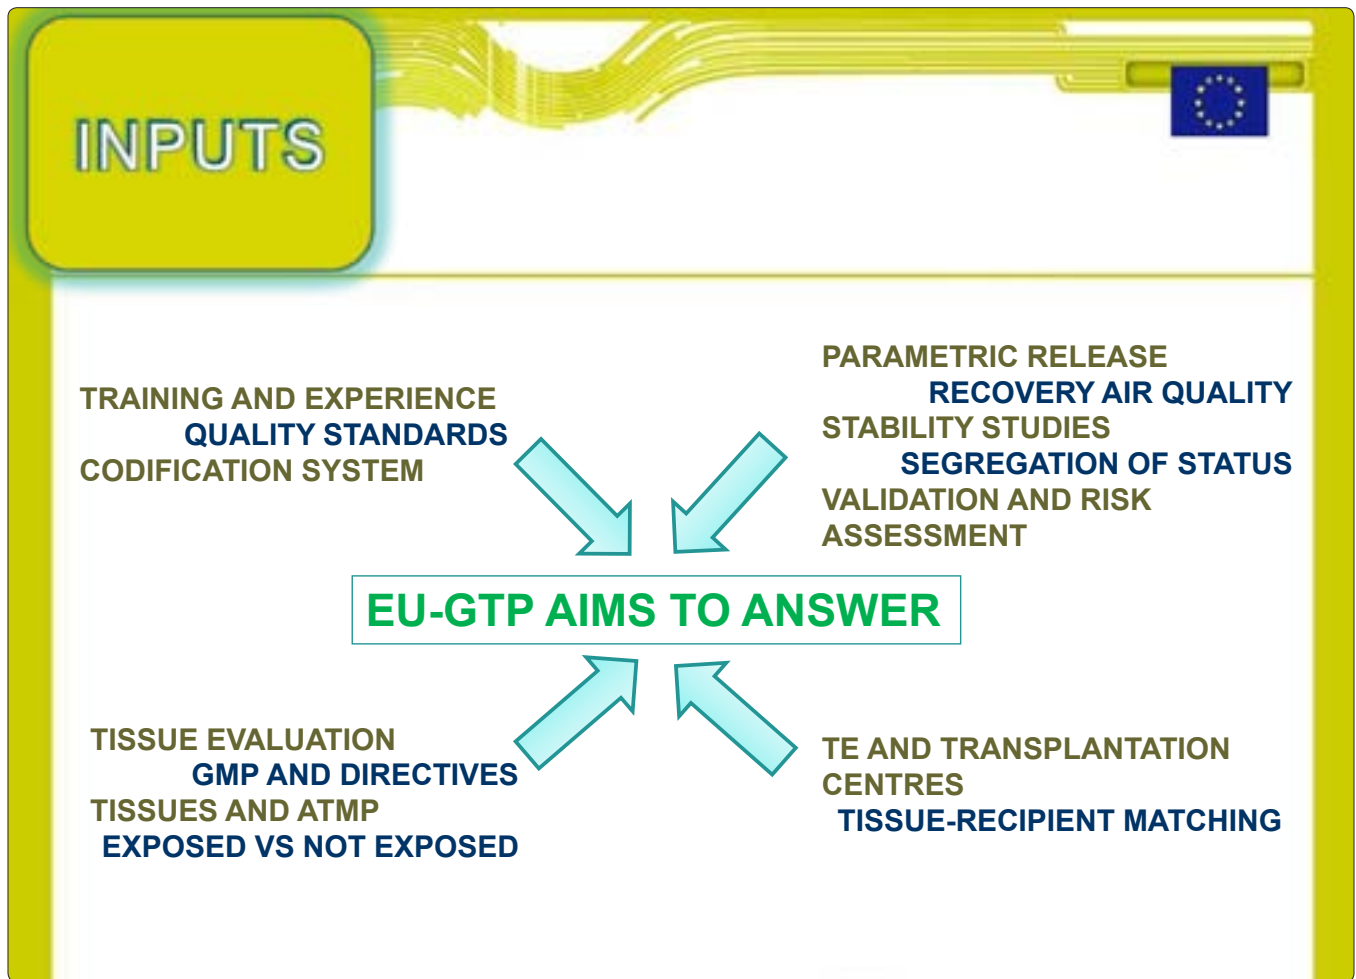 INPUTS
TRAINING AND EXPERIENCE
QUALITY STANDARDS
CODIFICATION SYSTEM
PARAMETRIC RELEASE
RECOVERY AIR QUALITY
STABILITY STUDIES
SEGREGATION OF STATUS
VALIDATION AND RISK
ASSESSMENT
EU-GTP AIMS TO ANSWER
TISSUE EVALUATION
GMP AND DIRECTIVES
TISSUES AND ATMP
EXPOSED VS NOT EXPOSED
TE AND TRANSPLANTATION
CENTRES
TISSUE-RECIPIENT MATCHING